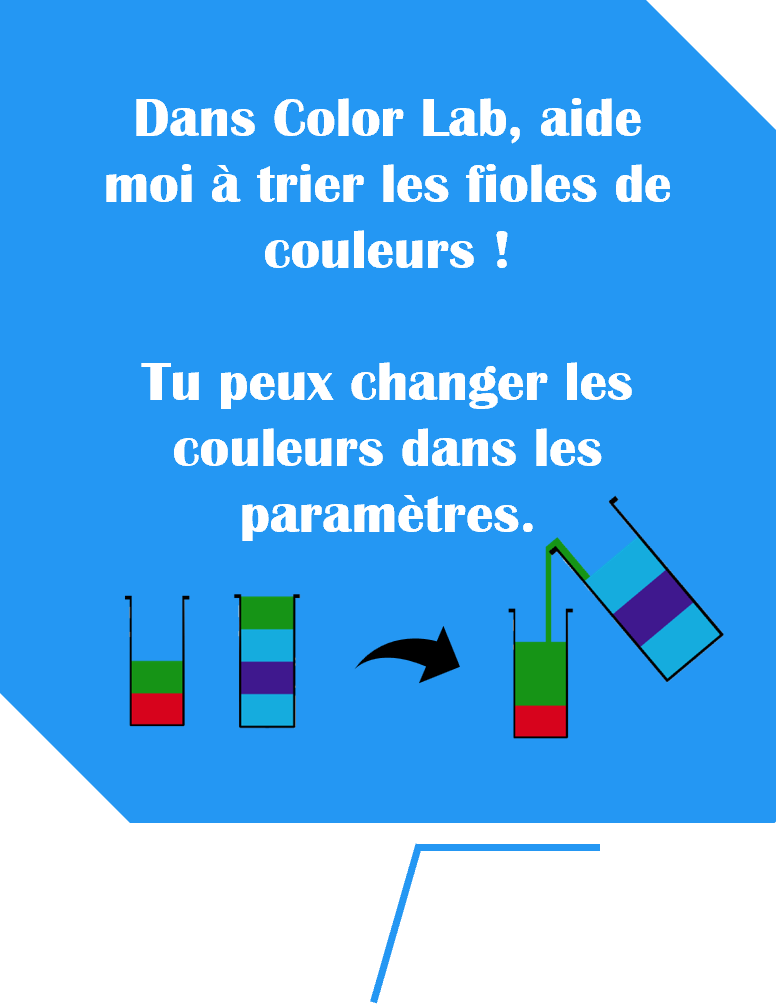 Dans Color Lab, aide
moi à trier les fioles de
couleurs !
Tu peux changer les
couleurs dans les
paramètres.